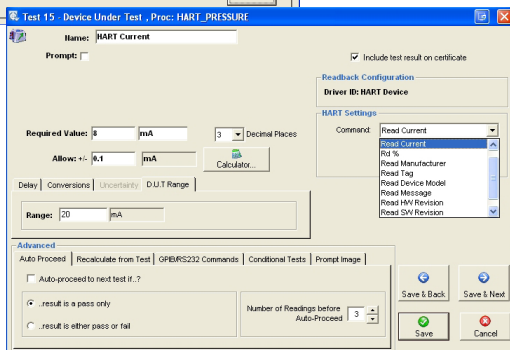 Test 15 - Device Under Test , Proc: HART_PRESSURE
Name: HART Current
Prompt:
Include test result on certificate
Readback Configuration
Driver ID: HART Device
HART Settings
Command: Read Current
Read Current
Rd %
Read Manufacturer
Read Tag
Read Device Model
Read Message
Read HW Revision
Read SW Revision
Required Value: 8 mA 3 Decimal Places
Allow: +/- 0.1 mA Calculator...
Delay Conversions Uncertainty D.U.T Range
Range: 20 mA
Advanced
Auto Proceed Recalculate from Test GPIB/RS232 Commands Conditional Tests Prompt Image
Auto-proceed to next test if..?
..result is a pass only
..result is either pass or fail
Number of Readings before
Auto-Proceed 3
Save & Back Save & Next
Save Cancel